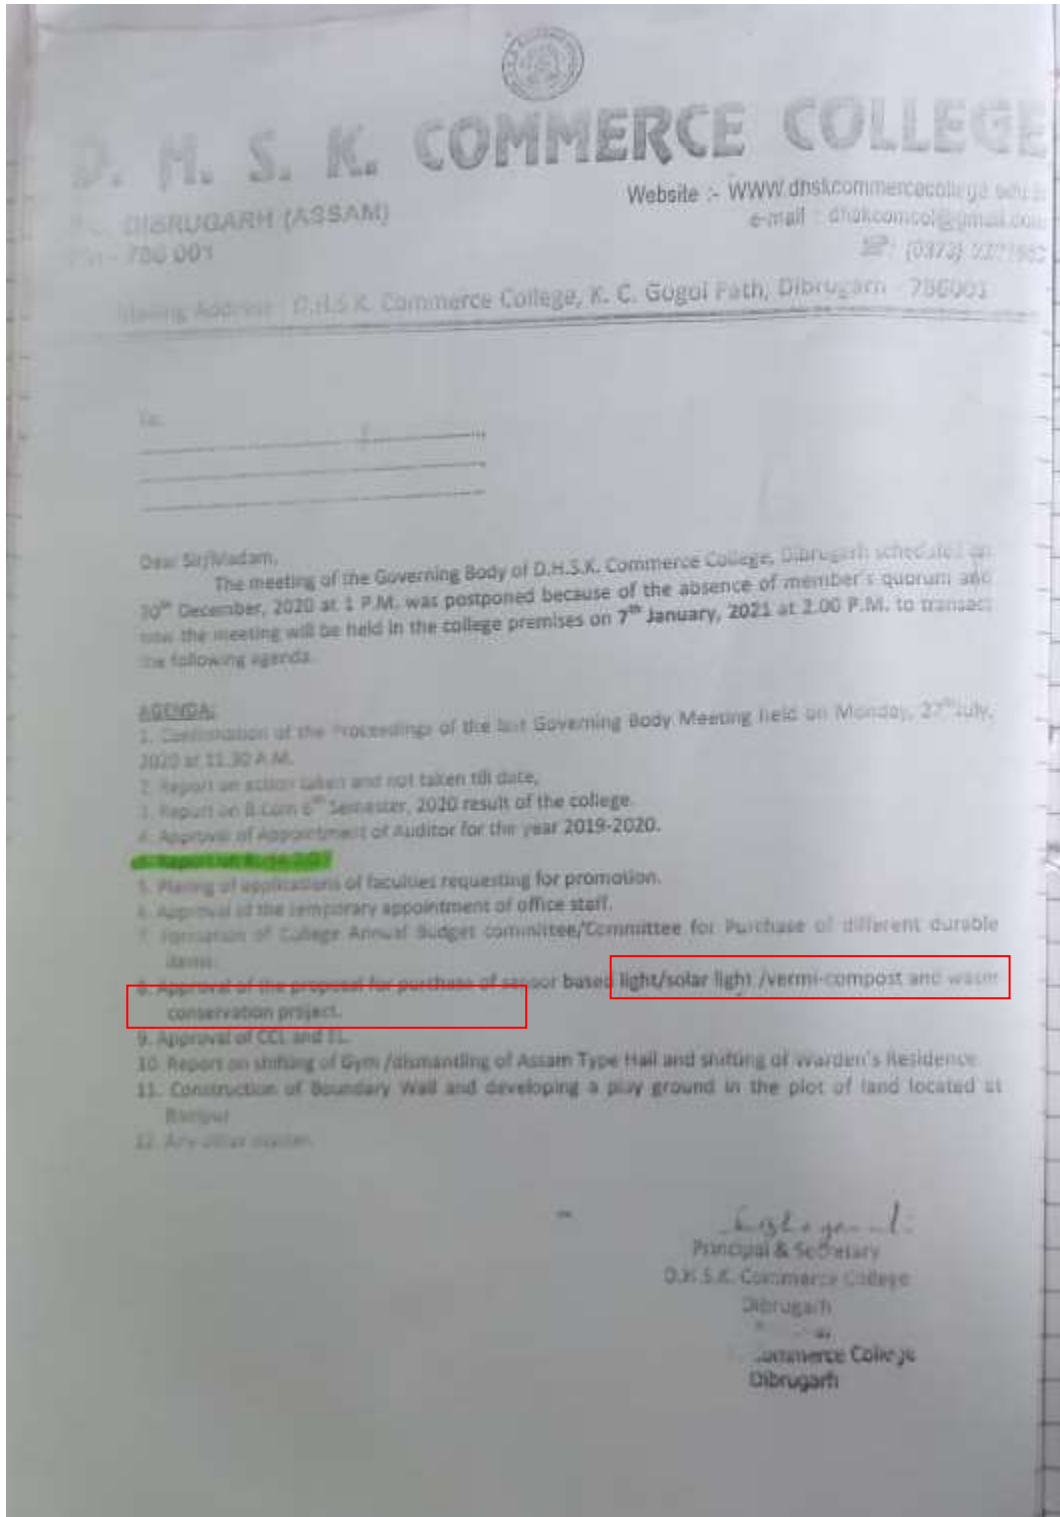 D. H. S. K. COMMERCE COLLEGE
DIBRUGARH (ASSAM)
Website :- WWW.dhskcommercecollege.edu.in
786 001
e-mail : dhskcomcol@gmail.com
(0373)
Mailing Address : D.H.S.K. Commerce College, K. C. Gogoi Path, Dibrugarh - 786001
To,
Dear Sir/Madam,
The meeting of the Governing Body of D.H.S.K. Commerce College, Dibrugarh scheduled on
December, 2020 at 1 P.M. was postponed because of the absence of member's quorum and
now the meeting will be held in the college premises on 7th January, 2021 at 2.00 P.M. to transact
the following agenda.
AGENDA:
1. Confirmation of the Proceedings of the last Governing Body Meeting held on Monday, 27th July,
2020 at 11.30 A.M.
2. Report on action taken and not taken till date,
3. Report on B.Com 6th Semester, 2020 result of the college.
4. Approval of Appointment of Auditor for the year 2019-2020.
Report on
5. Placing of applications of faculties requesting for promotion.
6. Approval of the temporary appointment of office staff.
7. Formation of College Annual Budget committee/Committee for Purchase of different durable
items.
8. Approval of the proposal for purchase of sensor based light/solar light /vermi-compost and water
conservation project.
9. Approval of CCL and EL.
10. Report on shifting of Gym /dismantling of Assam Type Hall and shifting of Warden's Residence
11. Construction of Boundary Wall and developing a play ground in the plot of land located at
12. Any other matter.
Principal & Secretary
D.H.S.K. Commerce College
Dibrugarh
Commerce College
Dibrugarh